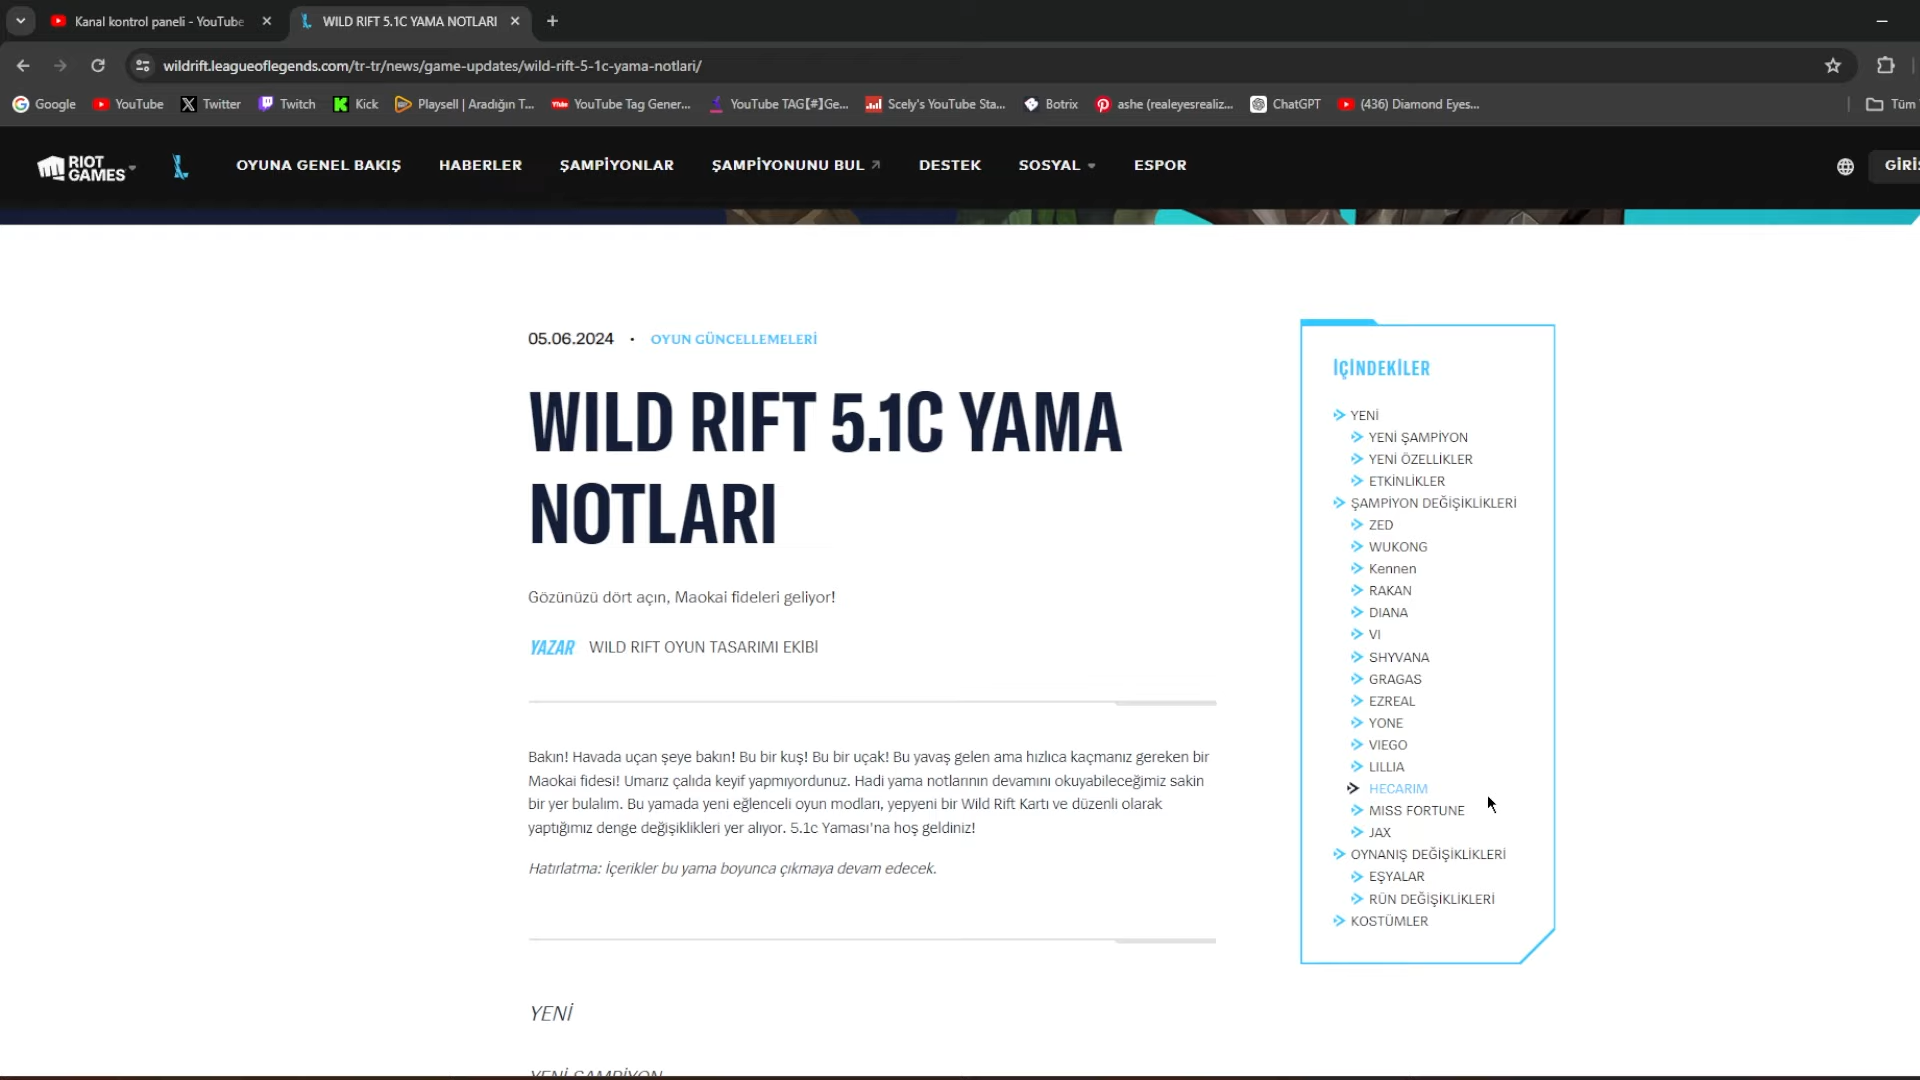 Kanal kontrol paneli - YouTube
WILD RIFT 5.1C YAMA NOTLARI
wildrift.leagueoflegends.com/tr-tr/news/game-updates/wild-rift-5-1c-yama-notlari/
Google YouTube Twitter Twitch Kick Playsell | Aradığın T... YouTube Tag Gener... YouTube TAG[#]Ge... Scely's YouTube Sta... Botrix ashe (realeyesrealiz... ChatGPT (436) Diamond Eyes... Tüm
RIOT GAMES OYUNA GENEL BAKIŞ HABERLER ŞAMPİYONLAR ŞAMPİYONUNU BUL DESTEK SOSYAL ESPOR GİRİŞ
05.06.2024 • OYUN GÜNCELLEMELERİ
WILD RIFT 5.1C YAMA
NOTLARI
Gözünüzü dört açın, Maokai fideleri geliyor!
YAZAR WILD RIFT OYUN TASARIMI EKİBİ
Bakın! Havada uçan şeye bakın! Bu bir kuş! Bu bir uçak! Bu yavaş gelen ama hızlıca kaçmanız gereken bir
Maokai fidesi! Umarız çalıda keyif yapmıyordunuz. Hadi yama notlarının devamını okuyabileceğimiz sakin
bir yer bulalım. Bu yamada yeni eğlenceli oyun modları, yepyeni bir Wild Rift Kartı ve düzenli olarak
yaptığımız denge değişiklikleri yer alıyor. 5.1c Yaması'na hoş geldiniz!
Hatırlatma: İçerikler bu yama boyunca çıkmaya devam edecek.
YENİ
YENİ ŞAMPİYON
İÇİNDEKİLER
YENİ
YENİ ŞAMPİYON
YENİ ÖZELLİKLER
ETKİNLİKLER
ŞAMPİYON DEĞİŞİKLİKLERİ
ZED
WUKONG
Kennen
RAKAN
DIANA
VI
SHYVANA
GRAGAS
EZREAL
YONE
VIEGO
LILLIA
HECARIM
MISS FORTUNE
JAX
OYNANIŞ DEĞİŞİKLİKLERİ
EŞYALAR
RÜN DEĞİŞİKLİKLERİ
KOSTÜMLER